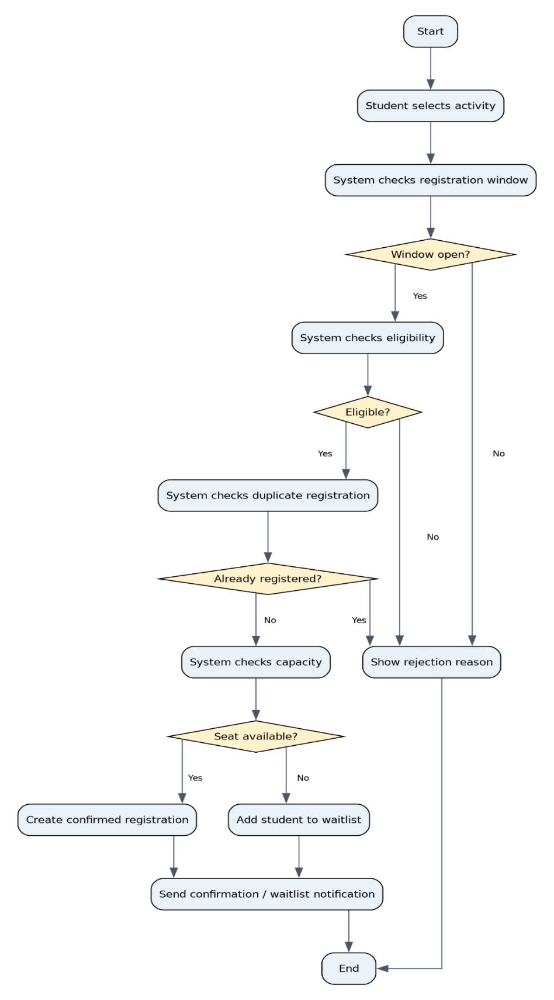 Start
Student selects activity
System checks registration window
Window open?
Yes
System checks eligibility
Eligible?
Yes
No
System checks duplicate registration
No
Already registered?
No
Yes
System checks capacity
Show rejection reason
Seat available?
Yes
No
Create confirmed registration
Add student to waitlist
Send confirmation / waitlist notification
End